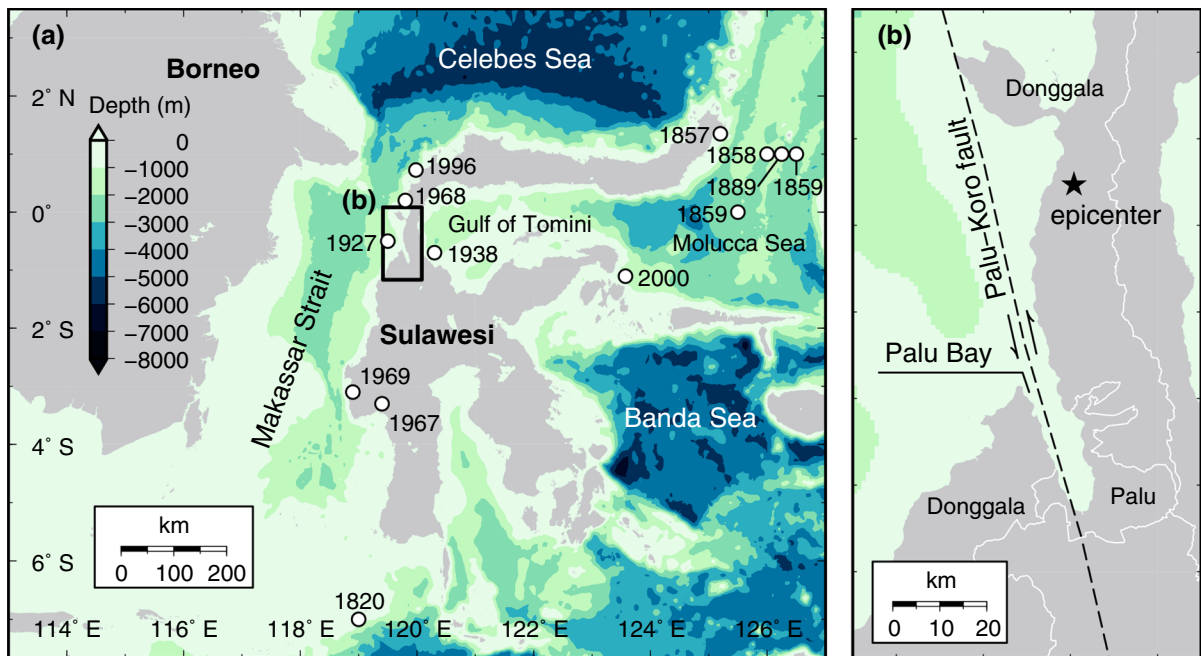 (a)
Borneo
Celebes Sea
2° N
Depth (m)
0
−1000
−2000
−3000
−4000
−5000
−6000
−7000
−8000
1857
1996
1858
1968
1889
1859
(b)
0°
1859
Gulf of Tomini
1927
1938
Molucca Sea
2000
2° S
Makassar Strait
Sulawesi
1969
1967
Banda Sea
4° S
km
0 100 200
6° S
1820
114° E
116° E
118° E
120° E
122° E
124° E
126° E
(b)
Donggala
Palu−Koro fault
epicenter
Palu Bay
Donggala
Palu
km
0 10 20